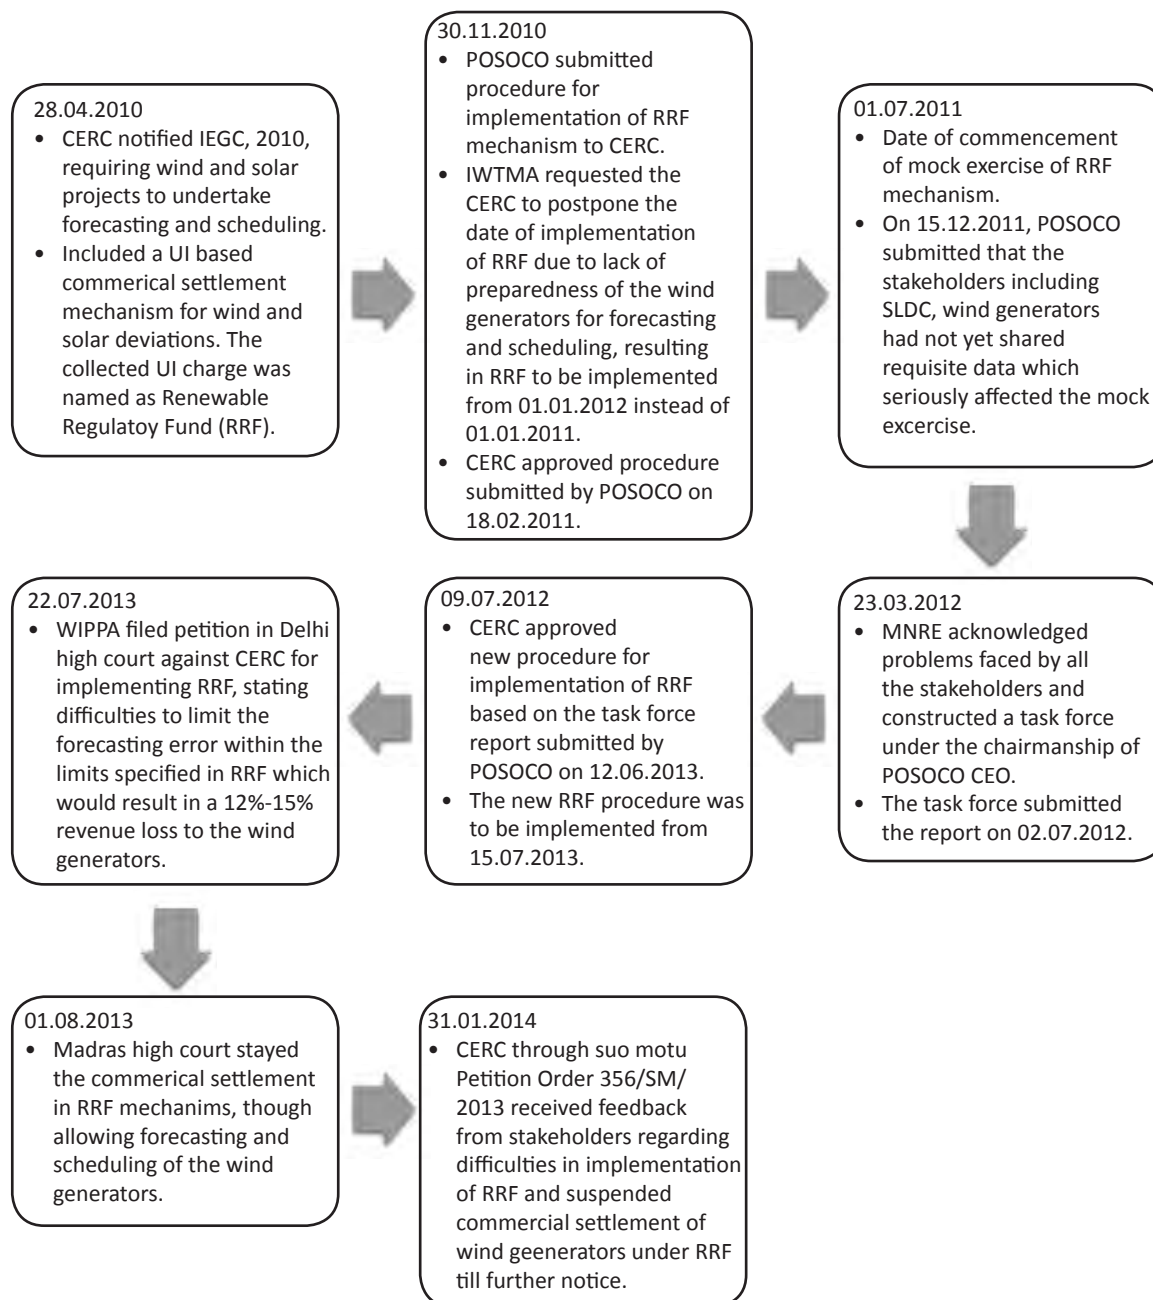 28.04.2010
• CERC notified IEGC, 2010,
requiring wind and solar
projects to undertake
forecasting and scheduling.
• Included a UI based
commerical settlement
mechanism for wind and
solar deviations. The
collected UI charge was
named as Renewable
Regulatoy Fund (RRF).
30.11.2010
• POSOCO submitted
procedure for
implementation of RRF
mechanism to CERC.
• IWTMA requested the
CERC to postpone the
date of implementation
of RRF due to lack of
preparedness of the wind
generators for forecasting
and scheduling, resulting
in RRF to be implemented
from 01.01.2012 instead of
01.01.2011.
• CERC approved procedure
submitted by POSOCO on
18.02.2011.
01.07.2011
• Date of commencement
of mock exercise of RRF
mechanism.
• On 15.12.2011, POSOCO
submitted that the
stakeholders including
SLDC, wind generators
had not yet shared
requisite data which
seriously affected the mock
excercise.
23.03.2012
• MNRE acknowledged
problems faced by all
the stakeholders and
constructed a task force
under the chairmanship of
POSOCO CEO.
• The task force submitted
the report on 02.07.2012.
09.07.2012
• CERC approved
new procedure for
implementation of RRF
based on the task force
report submitted by
POSOCO on 12.06.2013.
• The new RRF procedure was
to be implemented from
15.07.2013.
22.07.2013
• WIPPA filed petition in Delhi
high court against CERC for
implementing RRF, stating
difficulties to limit the
forecasting error within the
limits specified in RRF which
would result in a 12%-15%
revenue loss to the wind
generators.
01.08.2013
• Madras high court stayed
the commerical settlement
in RRF mechanims, though
allowing forecasting and
scheduling of the wind
generators.
31.01.2014
• CERC through suo motu
Petition Order 356/SM/
2013 received feedback
from stakeholders regarding
difficulties in implementation
of RRF and suspended
commercial settlement of
wind geenerators under RRF
till further notice.